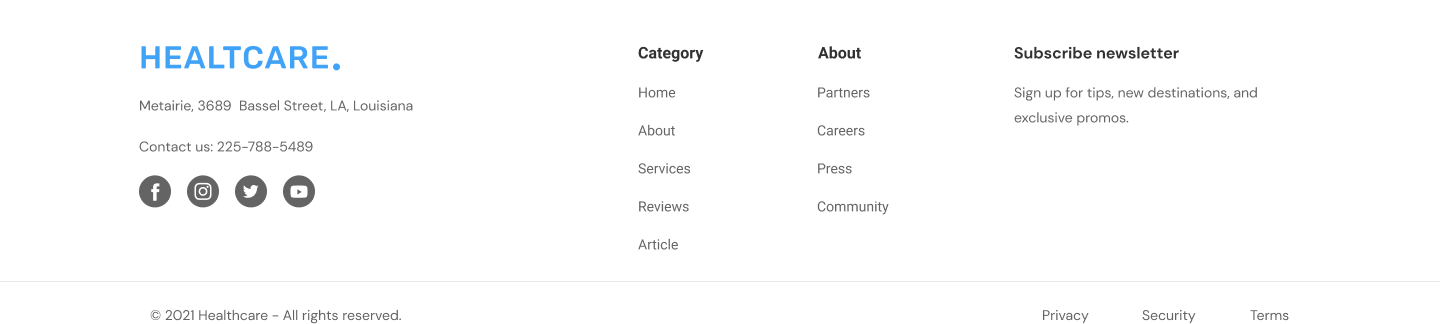 HEALTCARE.
Metairie, 3689  Bassel Street, LA, Louisiana
Contact us: 225-788-5489
Category
Home
About
Services
Reviews
Article
About
Partners
Careers
Press
Community
Subscribe newsletter
Sign up for tips, new destinations, and
exclusive promos.
© 2021 Healthcare - All rights reserved.
Privacy
Security
Terms